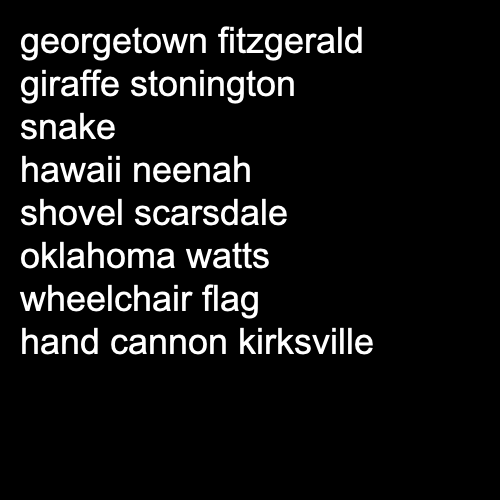 georgetown fitzgerald
giraffe stonington
snake
hawaii neenah
shovel scarsdale
oklahoma watts
wheelchair flag
hand cannon kirksville